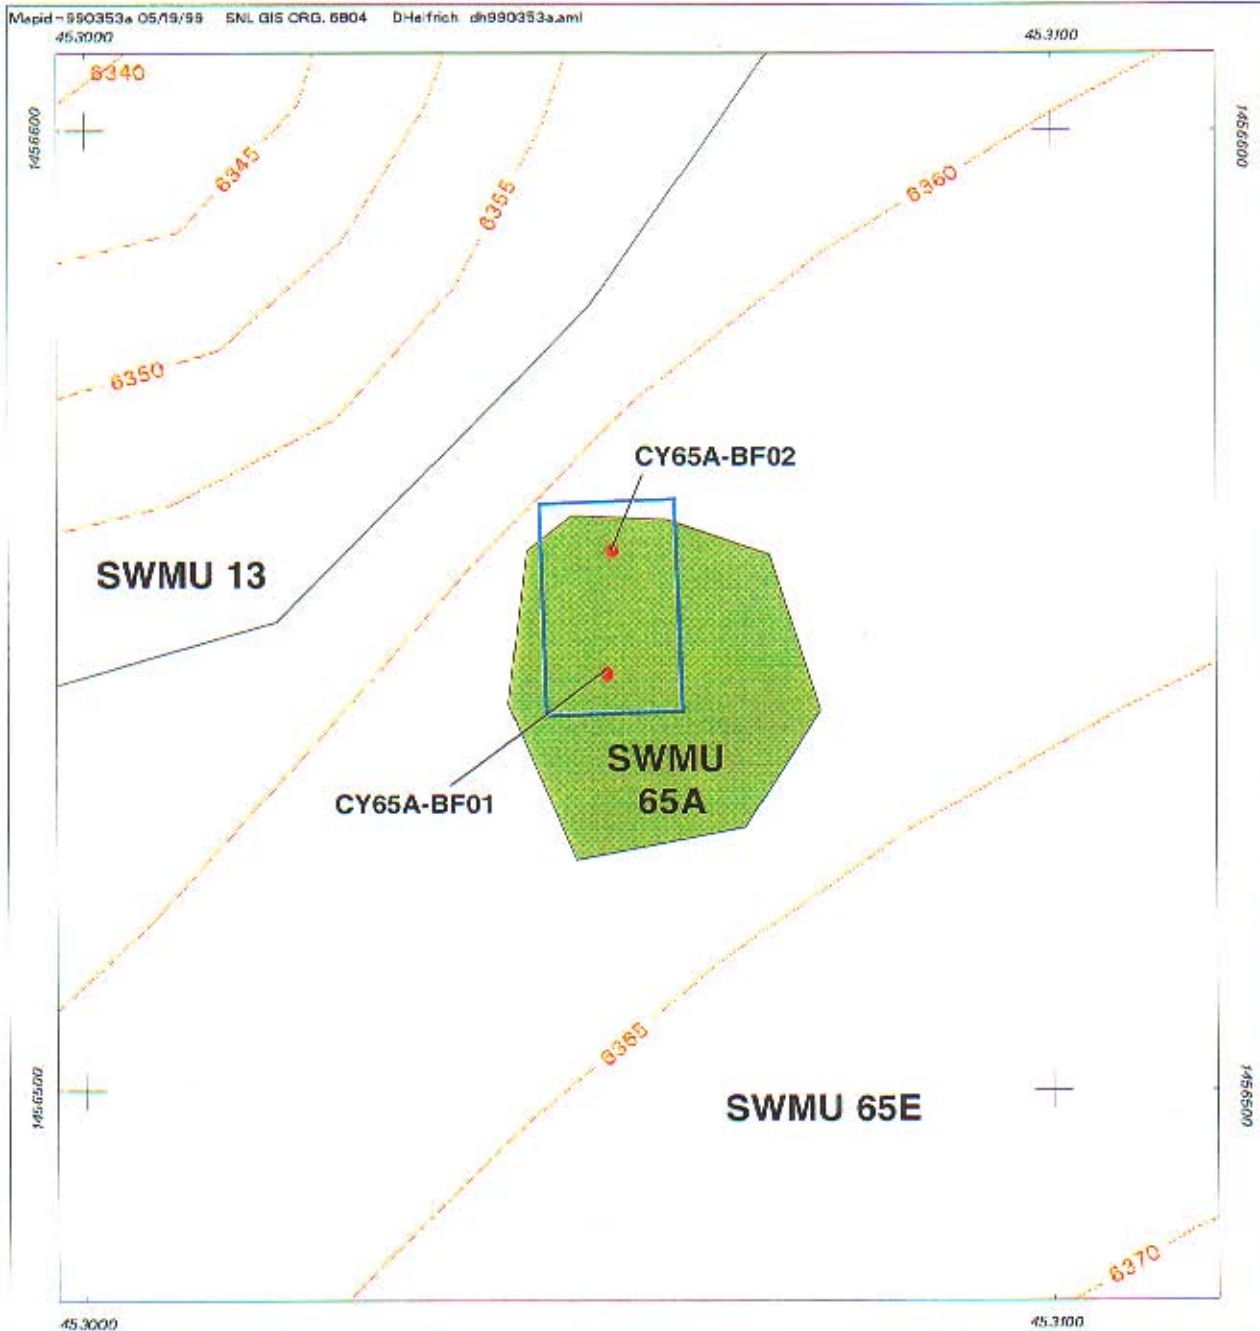 Mapid=990353a 05/19/99 SNL GIS ORG. 6804 DHelfrich dh990353a.aml
453000 453100
6340
1456600 1456600
6345
6355
6360
6350
CY65A-BF02
SWMU 13
SWMU
65A
CY65A-BF01
6365
1456500 1456500
SWMU 65E
6370
453000 453100